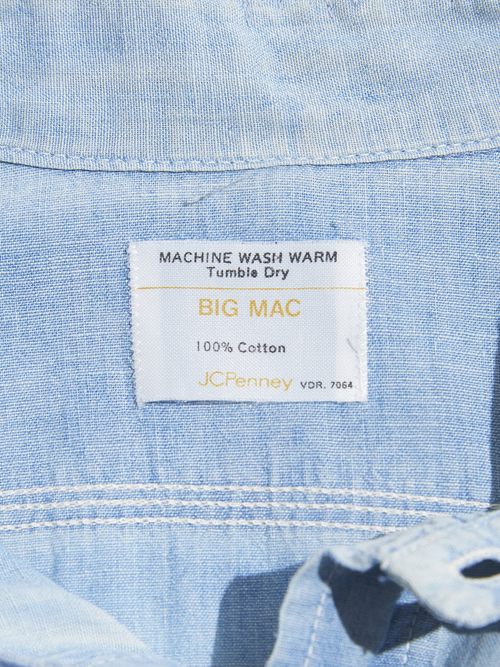 MACHINE WASH WARM
Tumble Dry
BIG MAC
100% Cotton
JCPenney VDR. 7064